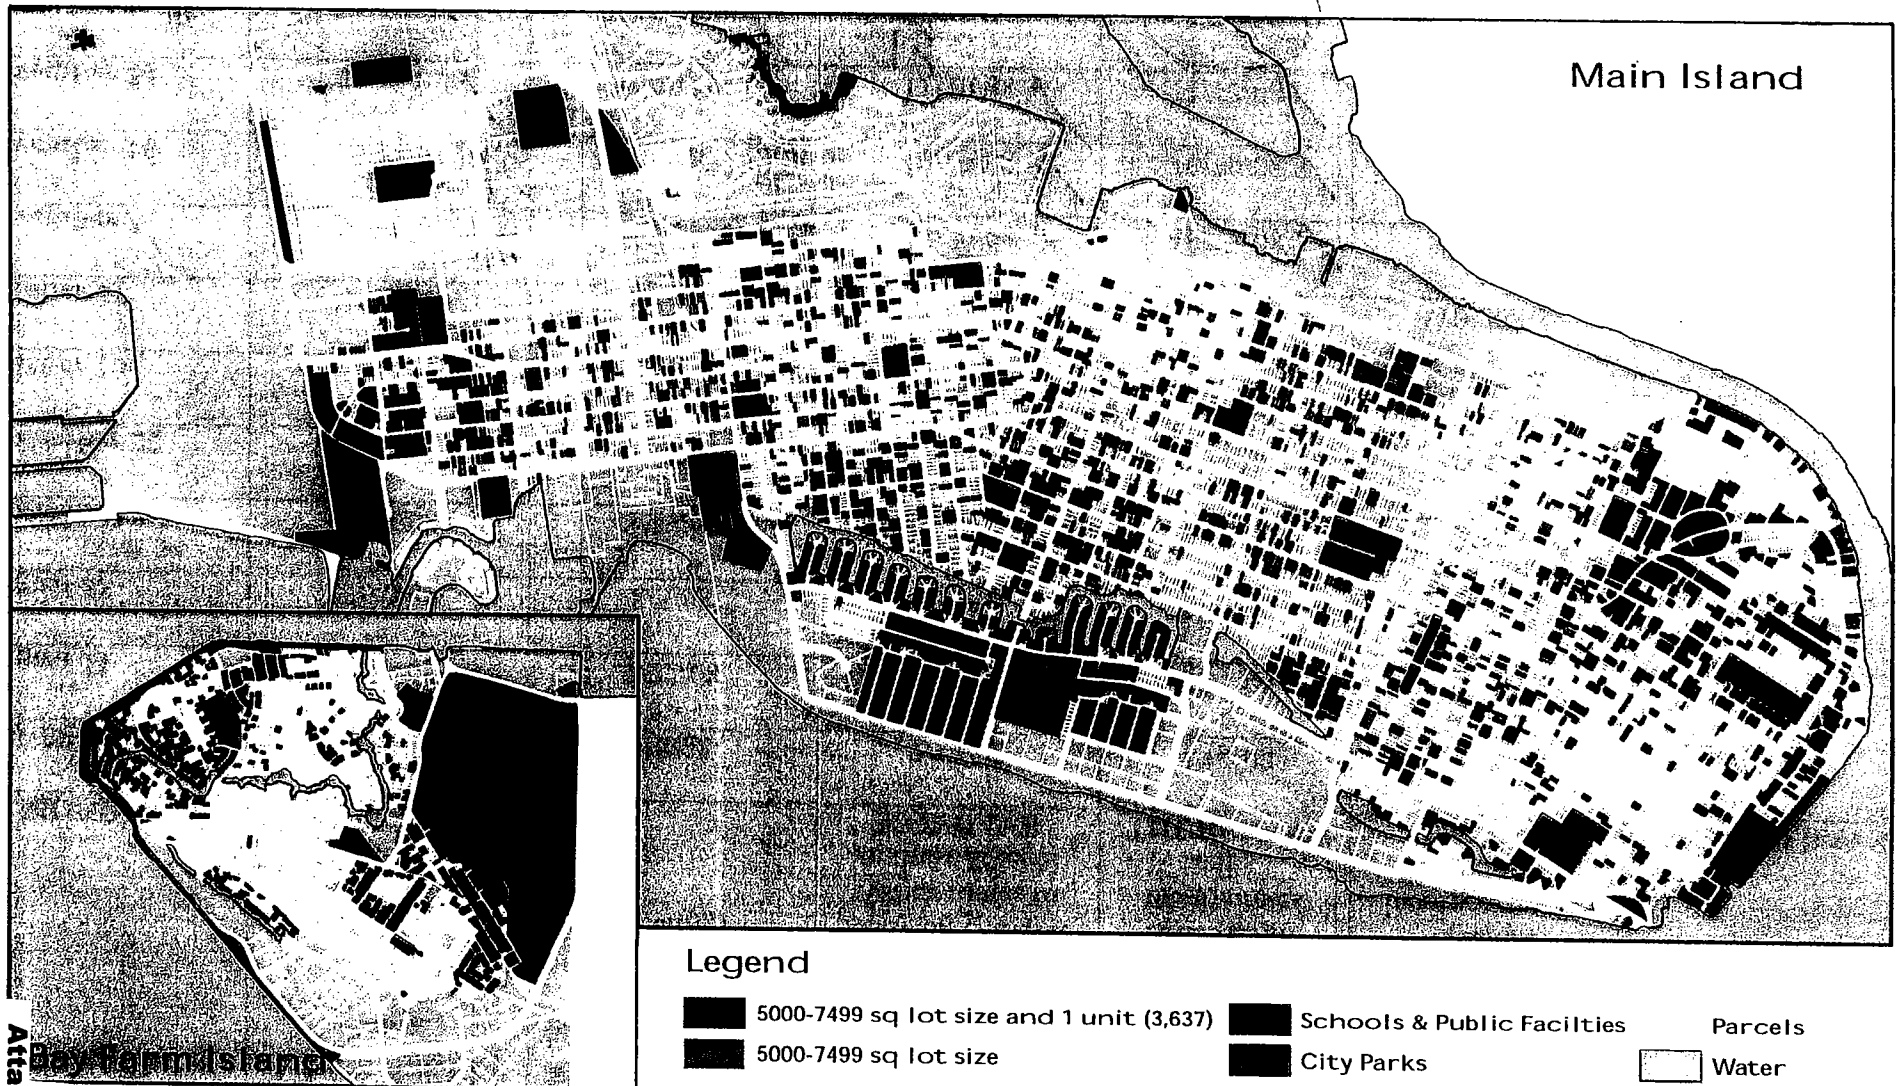 Main Island
Legend
5000-7499 sq lot size and 1 unit (3,637)
5000-7499 sq lot size
Schools & Public Facilties
City Parks
Parcels
Water
Bay Farm Island
Atta